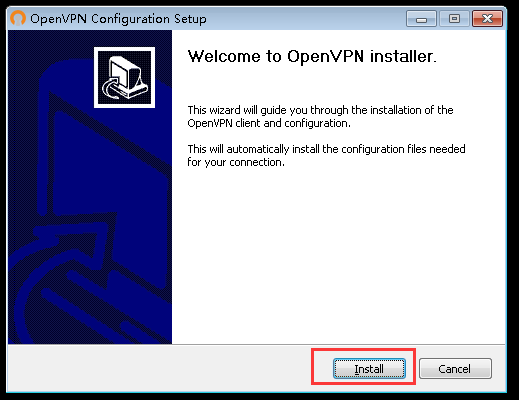 OpenVPN Configuration Setup
Welcome to OpenVPN installer.
This wizard will guide you through the installation of the
OpenVPN client and configuration.
This will automatically install the configuration files needed
for your connection.
Install
Cancel